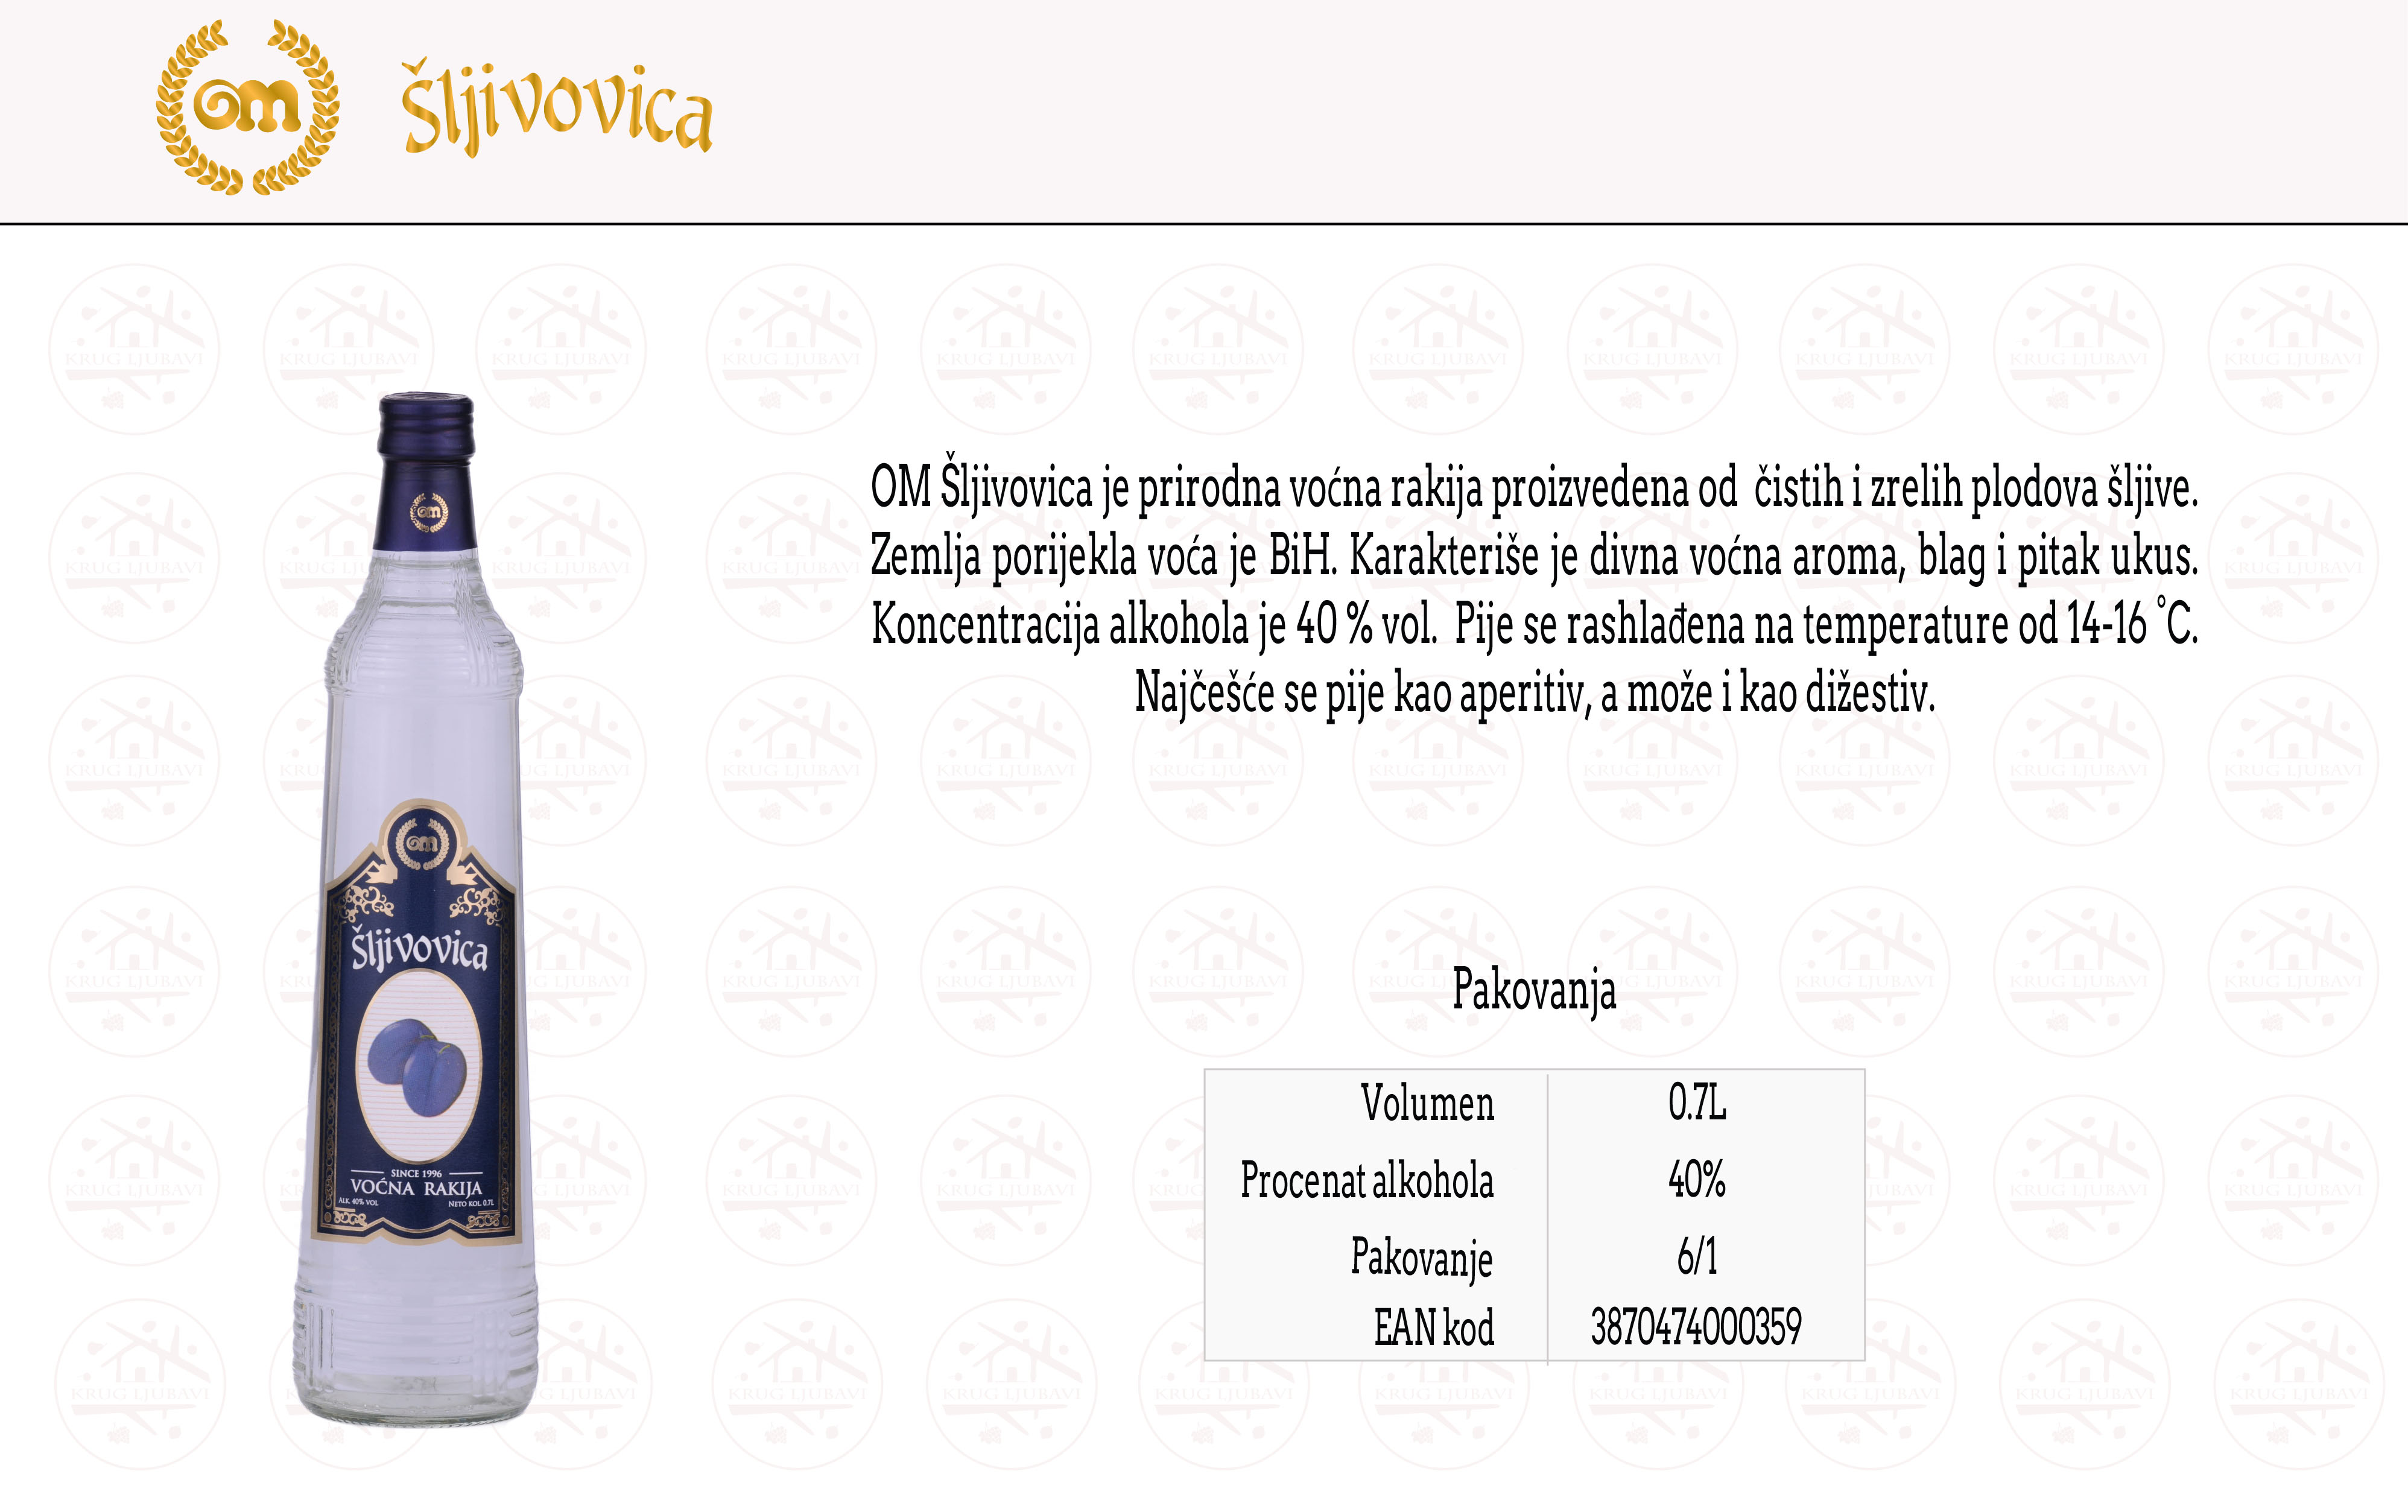 om
Šljivovica
OM Šljivovica je prirodna voćna rakija proizvedena od čistih i zrelih plodova šljive.
Zemlja porijekla voća je BiH. Karakteriše je divna voćna aroma, blag i pitak ukus.
Koncentracija alkohola je 40 % vol. Pije se rashlađena na temperature od 14-16 ˚C.
Najčešće se pije kao aperitiv, a može i kao dižestiv.
om
om
Šljivovica
SINCE 1996
VOĆNA RAKIJA
ALK. 40% VOL
NETO KOL. 0.7L
Pakovanja
Volumen 0.7L
Procenat alkohola 40%
Pakovanje 6/1
EAN kod 3870474000359
KRUG LJUBAVI